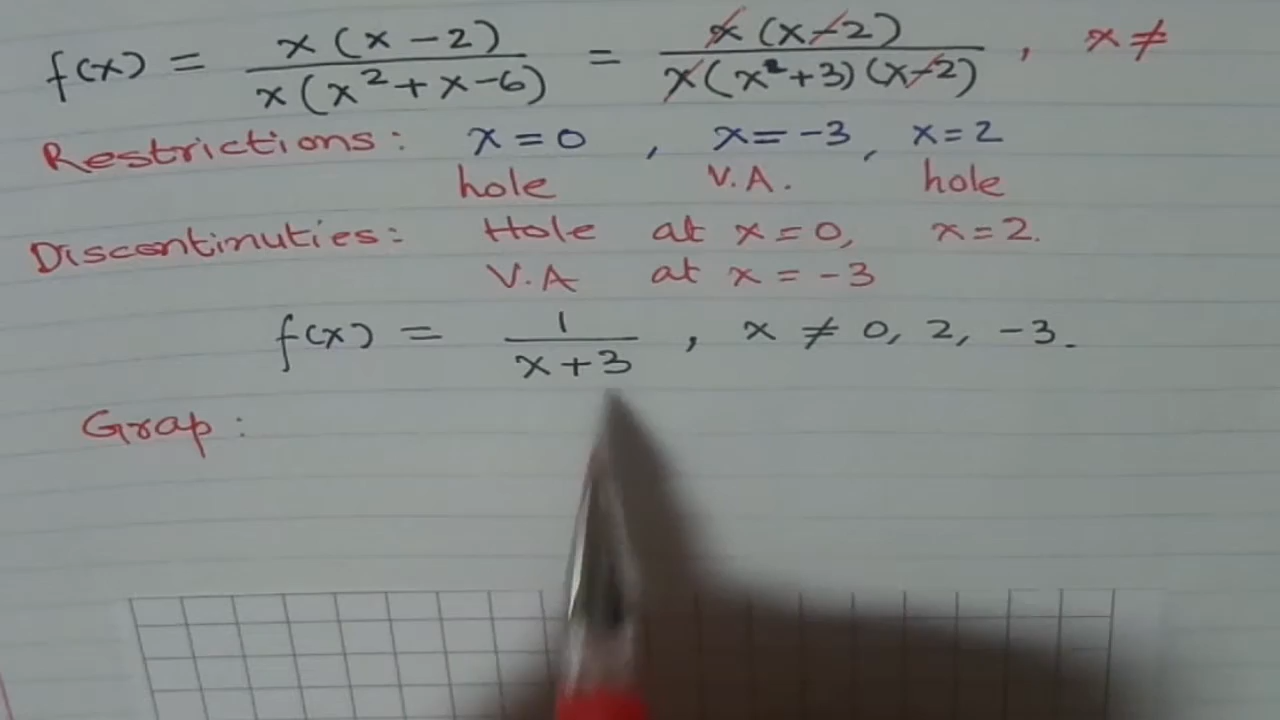 f(x) = x(x-2) / x(x²+x-6) = x(x-2) / x(x²+3)(x-2) , x ≠
Restrictions: x=0 , x=-3, x=2
hole V.A. hole
Discontinuties: Hole at x=0, x=2.
V.A at x=-3
f(x) = 1 / x+3 , x ≠ 0, 2, -3.
Grap: